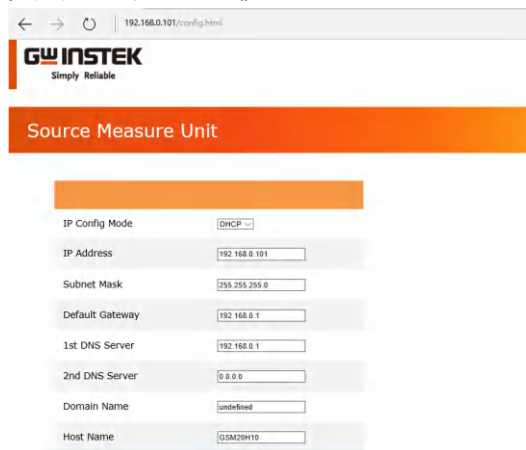 192.168.0.101/config.html
GW INSTEK
Simply Reliable
Source Measure Unit
IP Config Mode DHCP
IP Address 192.168.0.101
Subnet Mask 255.255.255.0
Default Gateway 192.168.0.1
1st DNS Server 192.168.0.1
2nd DNS Server 0.0.0.0
Domain Name undefined
Host Name GSM20H10